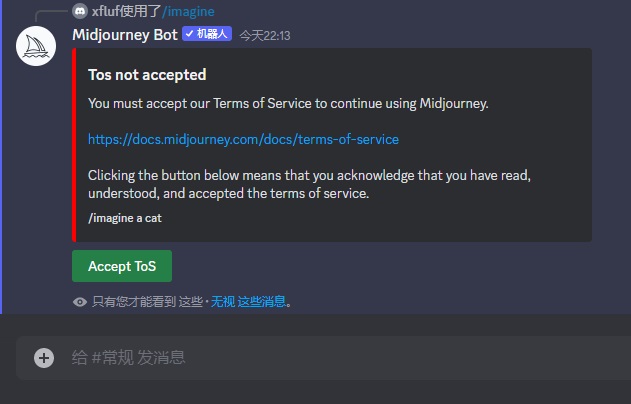 xfluf使用了/imagine
Midjourney Bot ✓机器人 今天22:13
Tos not accepted
You must accept our Terms of Service to continue using Midjourney.
https://docs.midjourney.com/docs/terms-of-service
Clicking the button below means that you acknowledge that you have read,
understood, and accepted the terms of service.
/imagine a cat
Accept ToS
只有您才能看到 这些 • 无视 这些消息。
给 #常规 发消息